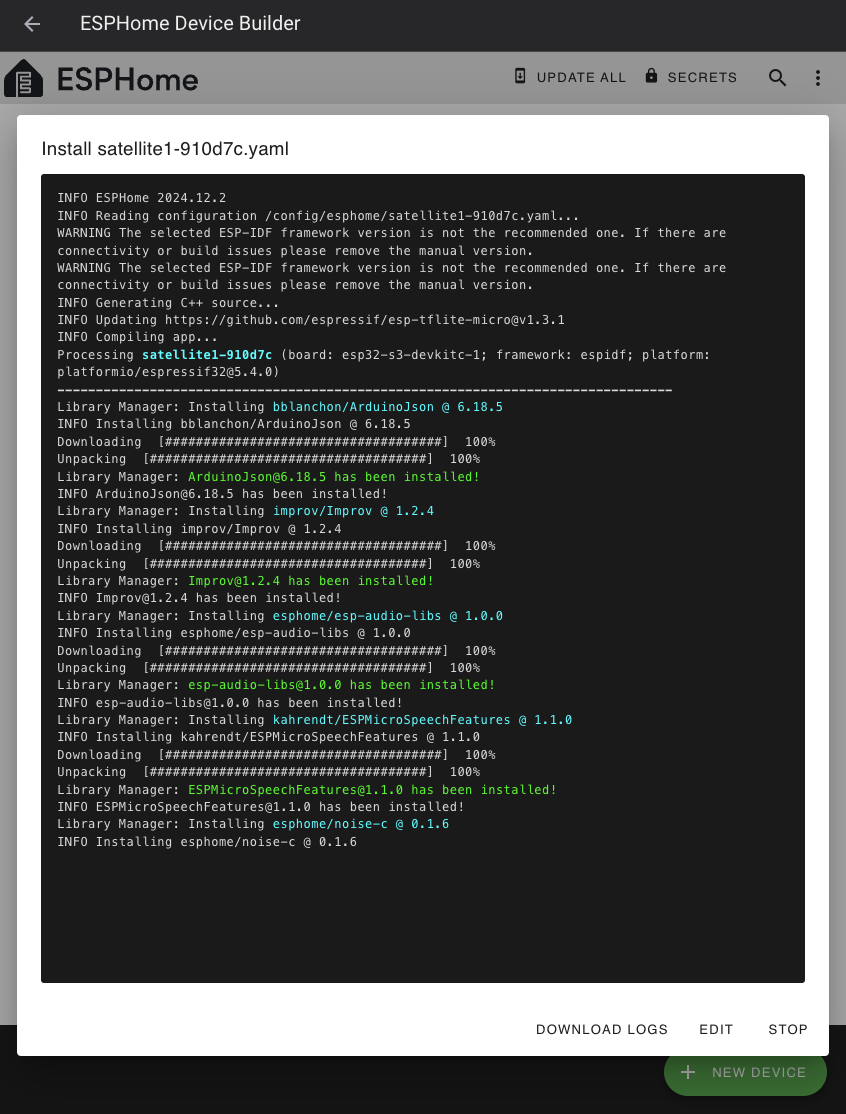 ESPHome Device Builder
ESPHome
UPDATE ALL
SECRETS
Install satellite1-910d7c.yaml
INFO ESPHome 2024.12.2
INFO Reading configuration /config/esphome/satellite1-910d7c.yaml...
WARNING The selected ESP-IDF framework version is not the recommended one. If there are
connectivity or build issues please remove the manual version.
WARNING The selected ESP-IDF framework version is not the recommended one. If there are
connectivity or build issues please remove the manual version.
INFO Generating C++ source...
INFO Updating https://github.com/espressif/esp-tflite-micro@v1.3.1
INFO Compiling app...
Processing satellite1-910d7c (board: esp32-s3-devkitc-1; framework: espidf; platform:
platformio/espressif32@5.4.0)
--------------------------------------------------------------------------------
Library Manager: Installing bblanchon/ArduinoJson @ 6.18.5
INFO Installing bblanchon/ArduinoJson @ 6.18.5
Downloading  [####################################]  100%
Unpacking  [####################################]  100%
Library Manager: ArduinoJson@6.18.5 has been installed!
INFO ArduinoJson@6.18.5 has been installed!
Library Manager: Installing improv/Improv @ 1.2.4
INFO Installing improv/Improv @ 1.2.4
Downloading  [####################################]  100%
Unpacking  [####################################]  100%
Library Manager: Improv@1.2.4 has been installed!
INFO Improv@1.2.4 has been installed!
Library Manager: Installing esphome/esp-audio-libs @ 1.0.0
INFO Installing esphome/esp-audio-libs @ 1.0.0
Downloading  [####################################]  100%
Unpacking  [####################################]  100%
Library Manager: esp-audio-libs@1.0.0 has been installed!
INFO esp-audio-libs@1.0.0 has been installed!
Library Manager: Installing kahrendt/ESPMicroSpeechFeatures @ 1.1.0
INFO Installing kahrendt/ESPMicroSpeechFeatures @ 1.1.0
Downloading  [####################################]  100%
Unpacking  [####################################]  100%
Library Manager: ESPMicroSpeechFeatures@1.1.0 has been installed!
INFO ESPMicroSpeechFeatures@1.1.0 has been installed!
Library Manager: Installing esphome/noise-c @ 0.1.6
INFO Installing esphome/noise-c @ 0.1.6
DOWNLOAD LOGS
EDIT
STOP
NEW DEVICE